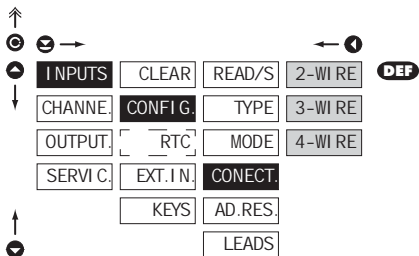 INPUTS CLEAR READ/S 2-WIRE DEF
CHANNE. CONFIG. TYPE 3-WIRE
OUTPUT. RTC MODE 4-WIRE
SERVIC. EXT.IN. CONECT.
KEYS AD.RES.
LEADS